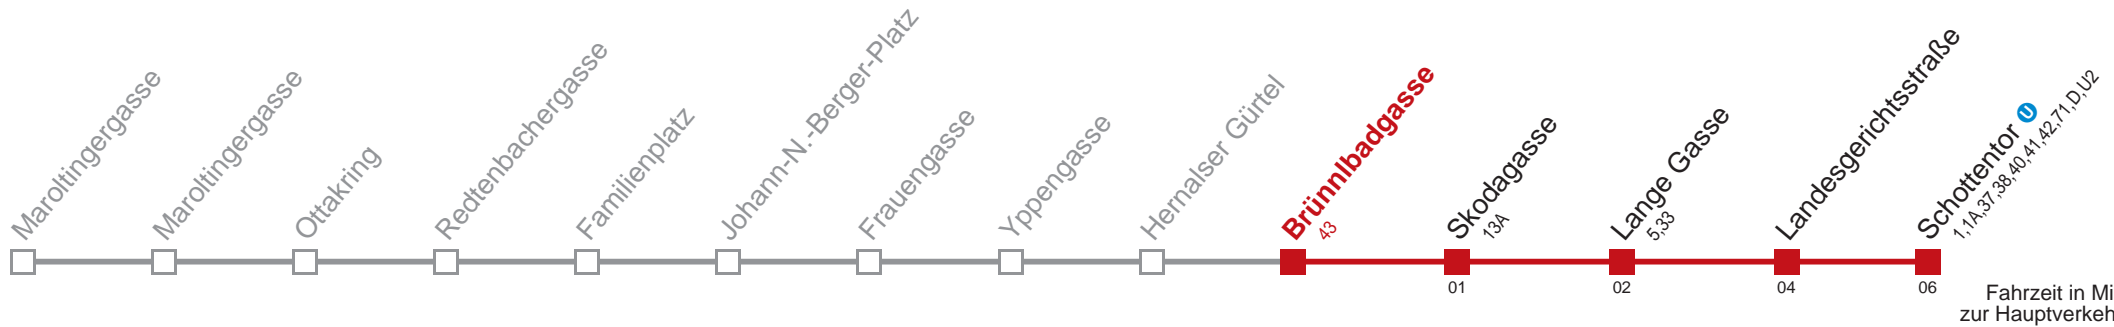 Maroltingergasse
Maroltingergasse
Ottakring
Redtenbachergasse
Familienplatz
Johann-N.-Berger-Platz
Frauengasse
Yppengasse
Hernalser Gürtel
Brünnlbadgasse
43
Skodagasse
13A
Lange Gasse
5,33
Landesgerichtsstraße
Schottentor U
1,1A,37,38,40,41,42,71,D,U2
01
02
04
06
Fahrzeit in Mi
zur Hauptverkeh